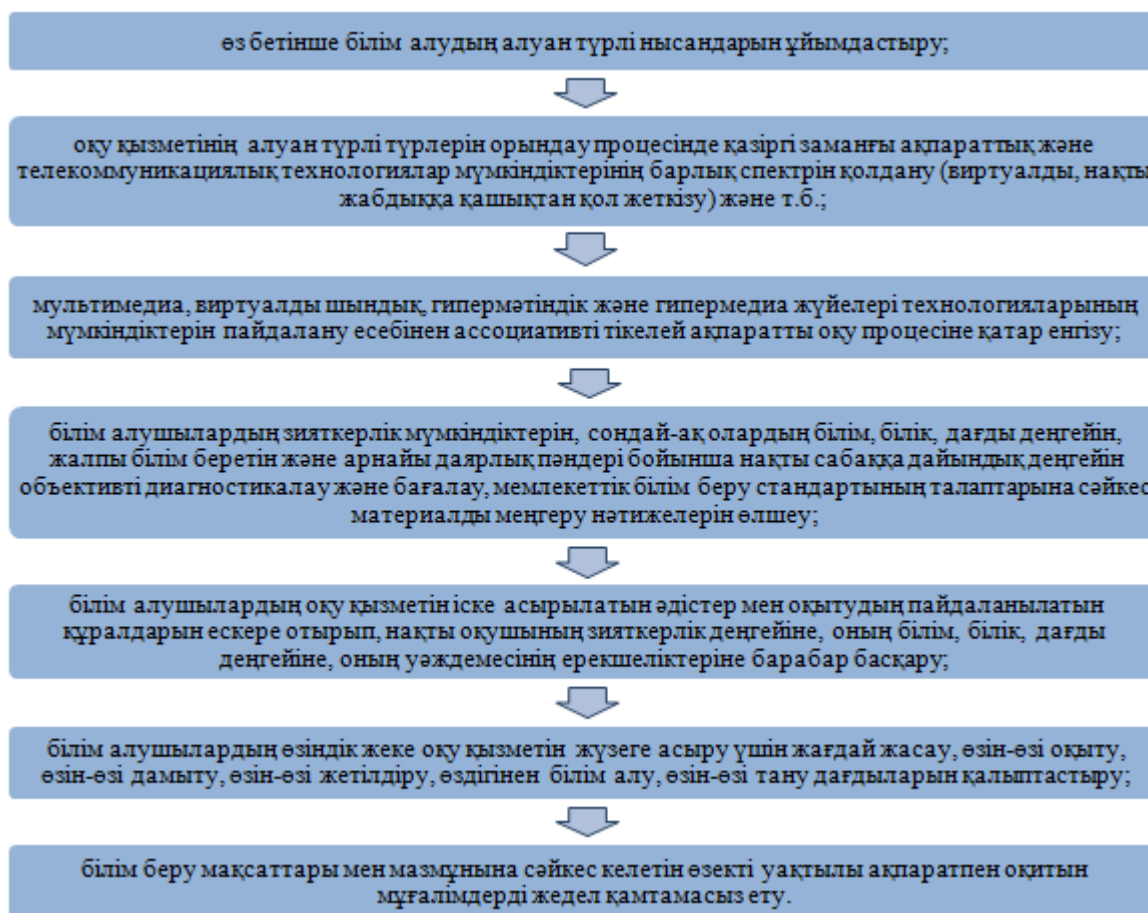 өз бетінше білім алудың алуан түрлі нысандарын ұйымдастыру;
оқу қызметінің алуан түрлі түрлерін орындау процесінде қазіргі заманғы ақпараттық және
телекоммуникациялық технологиялар мүмкіндіктерінің барлық спектрін қолдану (виртуалды, нақты
жабдыққа қашықтан қол жеткізу) және т.б.;
мультимедиа, виртуалды шындық, гипермәтіндік және гипермедиа жүйелері технологияларының
мүмкіндіктерін пайдалану есебінен ассоциативті тікелей ақпаратты оқу процесіне қатар енгізу;
білім алушылардың зияткерлік мүмкіндіктерін, сондай-ақ олардың білім, білік, дағды деңгейін,
жалпы білім беретін және арнайы даярлық пәндері бойынша нақты сабаққа дайындық деңгейін
объективті диагностикалау және бағалау, мемлекеттік білім беру стандартының талаптарына сәйкес
материалды меңгеру нәтижелерін өлшеу;
білім алушылардың оқу қызметін іске асырылатын әдістер мен оқытудың пайдаланылатын
құралдарын ескере отырып, нақты оқушының зияткерлік деңгейіне, оның білім, білік, дағды
деңгейіне, оның уәждемесінің ерекшеліктеріне барабар басқару;
білім алушылардың өзіндік жеке оқу қызметін жүзеге асыру үшін жағдай жасау, өзін-өзі оқыту,
өзін-өзі дамыту, өзін-өзі жетілдіру, өздігінен білім алу, өзін-өзі тану дағдыларын қалыптастыру;
білім беру мақсаттары мен мазмұнына сәйкес келетін өзекті уақтылы ақпаратпен оқитын
мұғалімдерді жедел қамтамасыз ету.